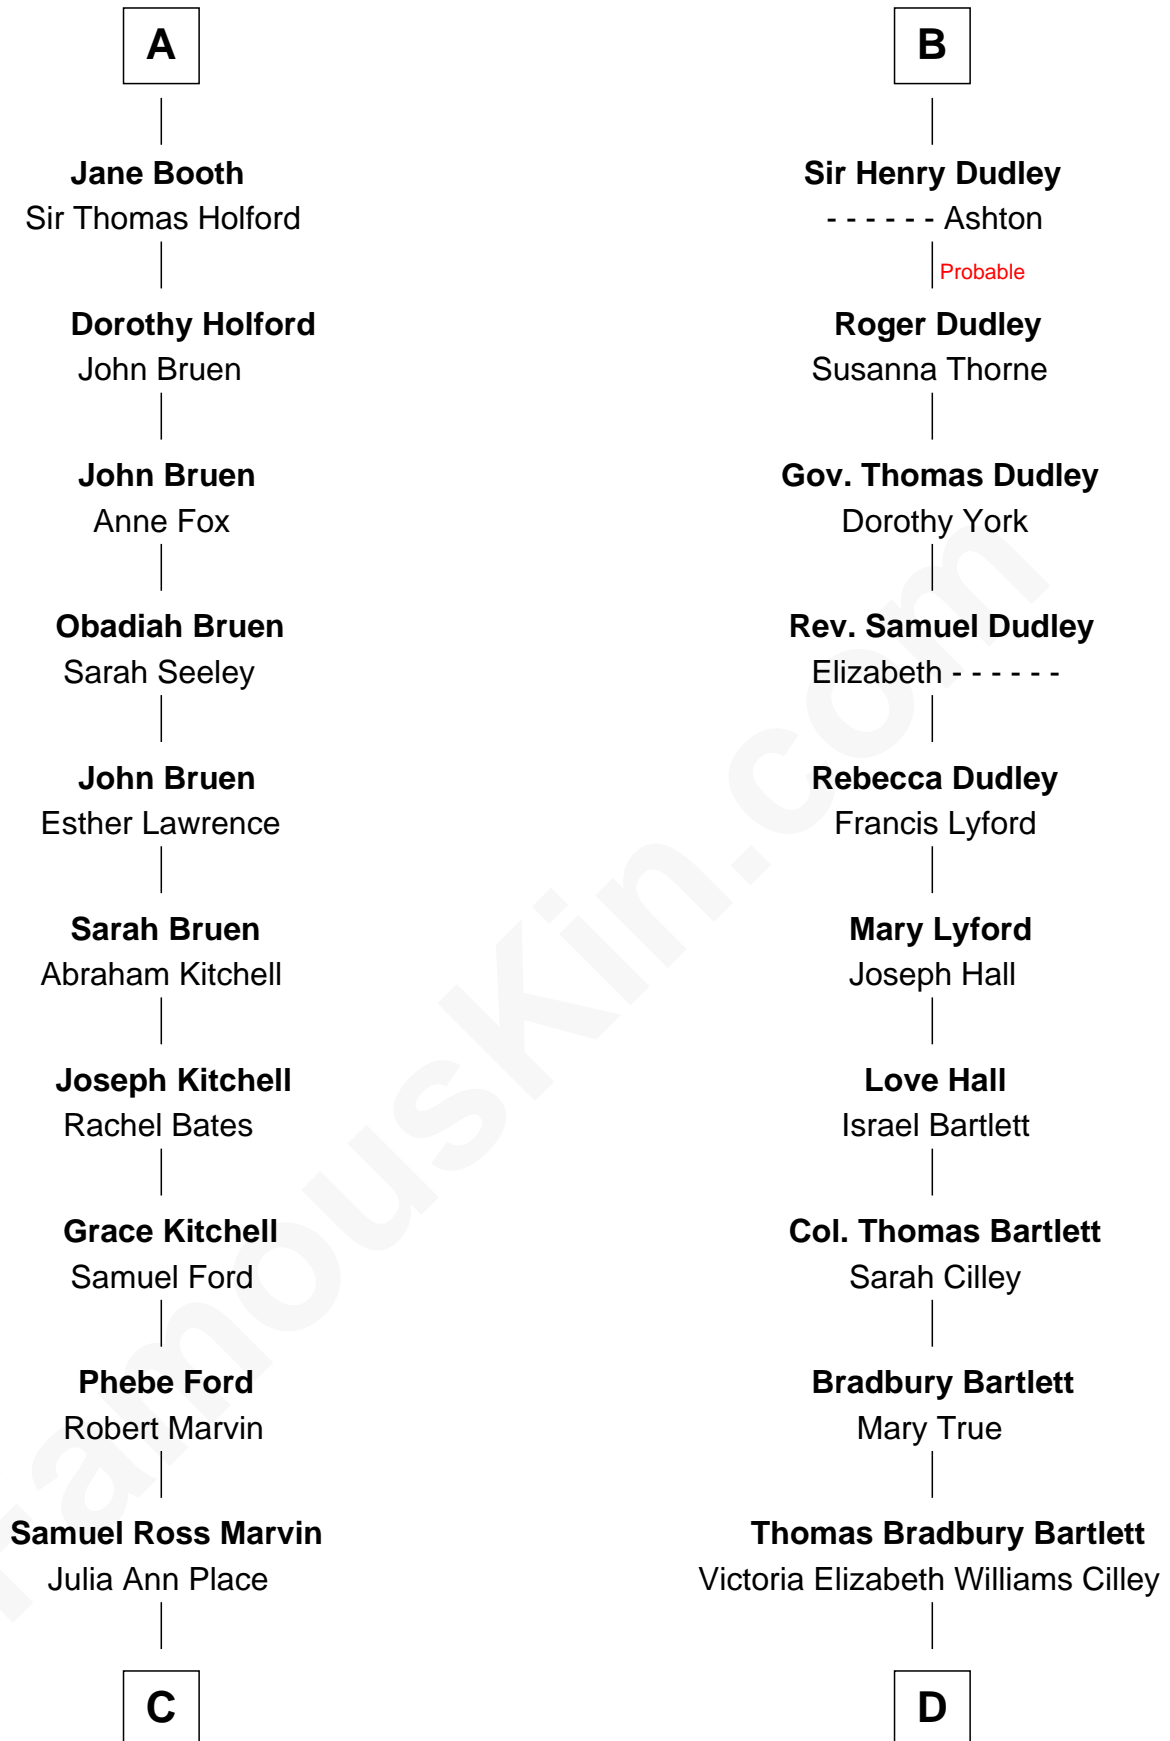 A
Jane Booth
Sir Thomas Holford
Dorothy Holford
John Bruen
John Bruen
Anne Fox
Obadiah Bruen
Sarah Seeley
John Bruen
Esther Lawrence
Sarah Bruen
Abraham Kitchell
Joseph Kitchell
Rachel Bates
Grace Kitchell
Samuel Ford
Phebe Ford
Robert Marvin
Samuel Ross Marvin
Julia Ann Place
C
B
Sir Henry Dudley
- - - - - - Ashton
Probable
Roger Dudley
Susanna Thorne
Gov. Thomas Dudley
Dorothy York
Rev. Samuel Dudley
Elizabeth - - - - - -
Rebecca Dudley
Francis Lyford
Mary Lyford
Joseph Hall
Love Hall
Israel Bartlett
Col. Thomas Bartlett
Sarah Cilley
Bradbury Bartlett
Mary True
Thomas Bradbury Bartlett
Victoria Elizabeth Williams Cilley
D
FamousKin.com